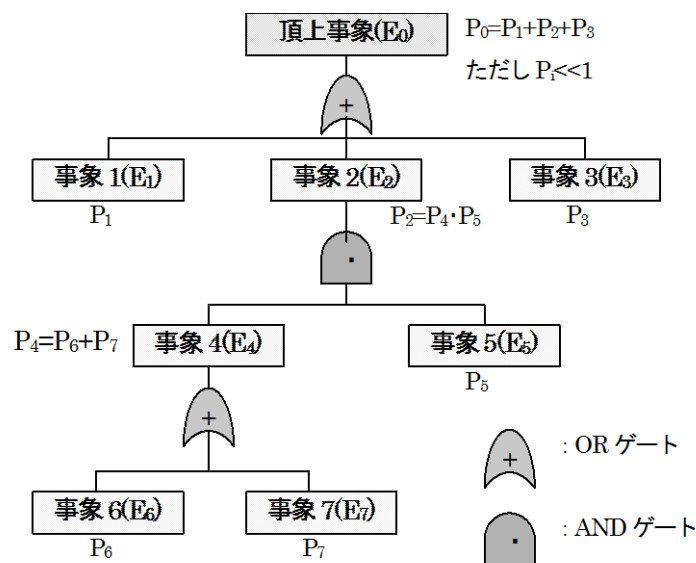 頂上事象(E₀)
P₀=P₁+P₂+P₃
ただし Pᵢ<<1
+
事象 1(E₁)
事象 2(E₂)
事象 3(E₃)
P₁
P₂=P₄·P₅
P₃
·
P₄=P₆+P₇
事象 4(E₄)
事象 5(E₅)
P₅
+
事象 6(E₆)
事象 7(E₇)
P₆
P₇
+
: OR ゲート
·
: AND ゲート